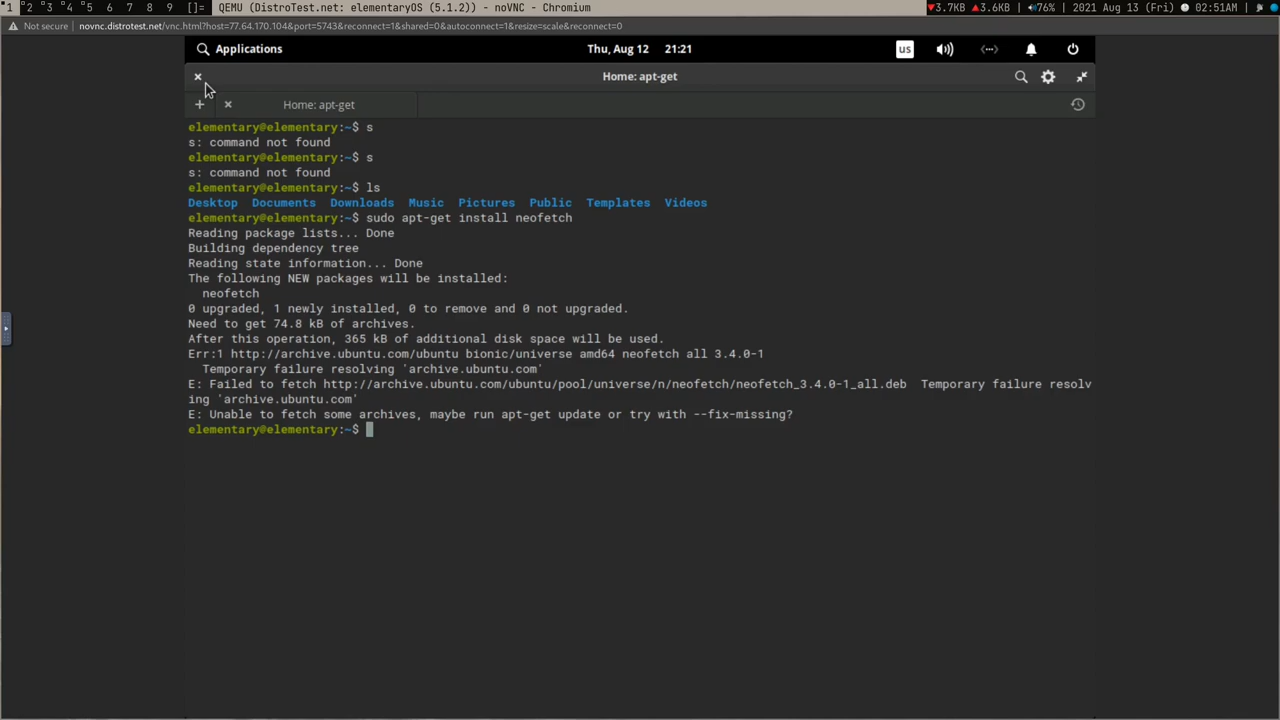 1 2 3 4 5 6 7 8 9 []= QEMU (DistroTest.net: elementaryOS (5.1.2)) - noVNC - Chromium ▼3.7KB ▲3.6KB | 76% | 2021 Aug 13 (Fri) 02:51AM |
Not secure | novnc.distrotest.net/vnc.html?host=77.64.170.104&port=5743&reconnect=1&shared=0&autoconnect=1&resize=scale&reconnect=0
Applications Thu, Aug 12 21:21 us
Home: apt-get
Home: apt-get
elementary@elementary:~$ s
s: command not found
elementary@elementary:~$ s
s: command not found
elementary@elementary:~$ ls
Desktop Documents Downloads Music Pictures Public Templates Videos
elementary@elementary:~$ sudo apt-get install neofetch
Reading package lists... Done
Building dependency tree
Reading state information... Done
The following NEW packages will be installed:
neofetch
0 upgraded, 1 newly installed, 0 to remove and 0 not upgraded.
Need to get 74.8 kB of archives.
After this operation, 365 kB of additional disk space will be used.
Err:1 http://archive.ubuntu.com/ubuntu bionic/universe amd64 neofetch all 3.4.0-1
Temporary failure resolving 'archive.ubuntu.com'
E: Failed to fetch http://archive.ubuntu.com/ubuntu/pool/universe/n/neofetch/neofetch_3.4.0-1_all.deb Temporary failure resolv
ing 'archive.ubuntu.com'
E: Unable to fetch some archives, maybe run apt-get update or try with --fix-missing?
elementary@elementary:~$